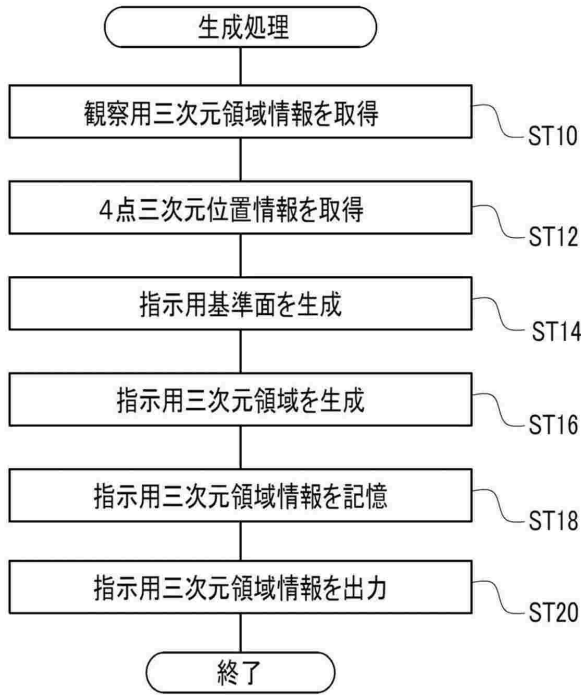 生成処理
観察用三次元領域情報を取得
ST10
4点三次元位置情報を取得
ST12
指示用基準面を生成
ST14
指示用三次元領域を生成
ST16
指示用三次元領域情報を記憶
ST18
指示用三次元領域情報を出力
ST20
終了